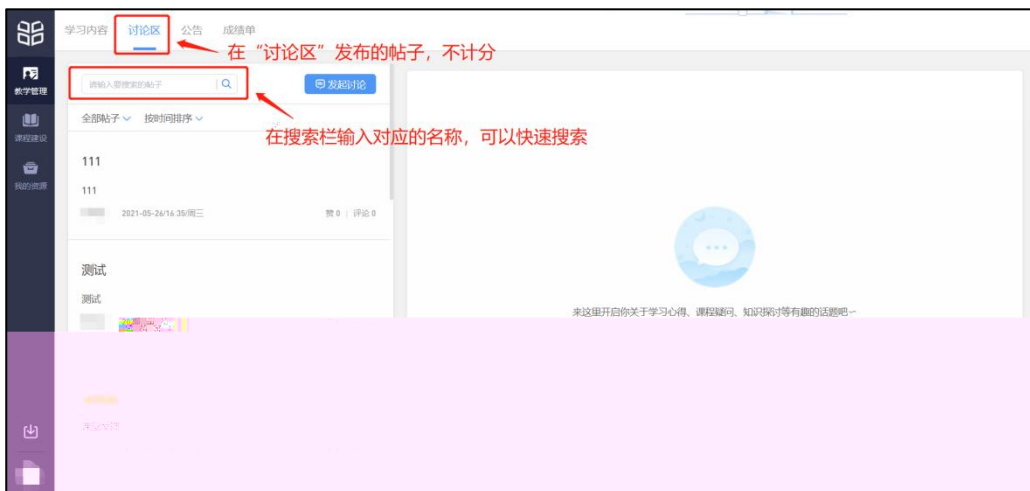 学习内容 讨论区 公告 成绩单
在“讨论区”发布的帖子，不计分
教学管理
请输入要搜索的帖子 发起讨论
课程建设
全部帖子 按时间排序
在搜索栏输入对应的名称，可以快速搜索
我的资源
111
111
2021-05-26/16:35/周三 赞 0 | 评论 0
测试
测试
来这里开启你关于学习心得、课程疑问、知识探讨等有趣的话题吧~